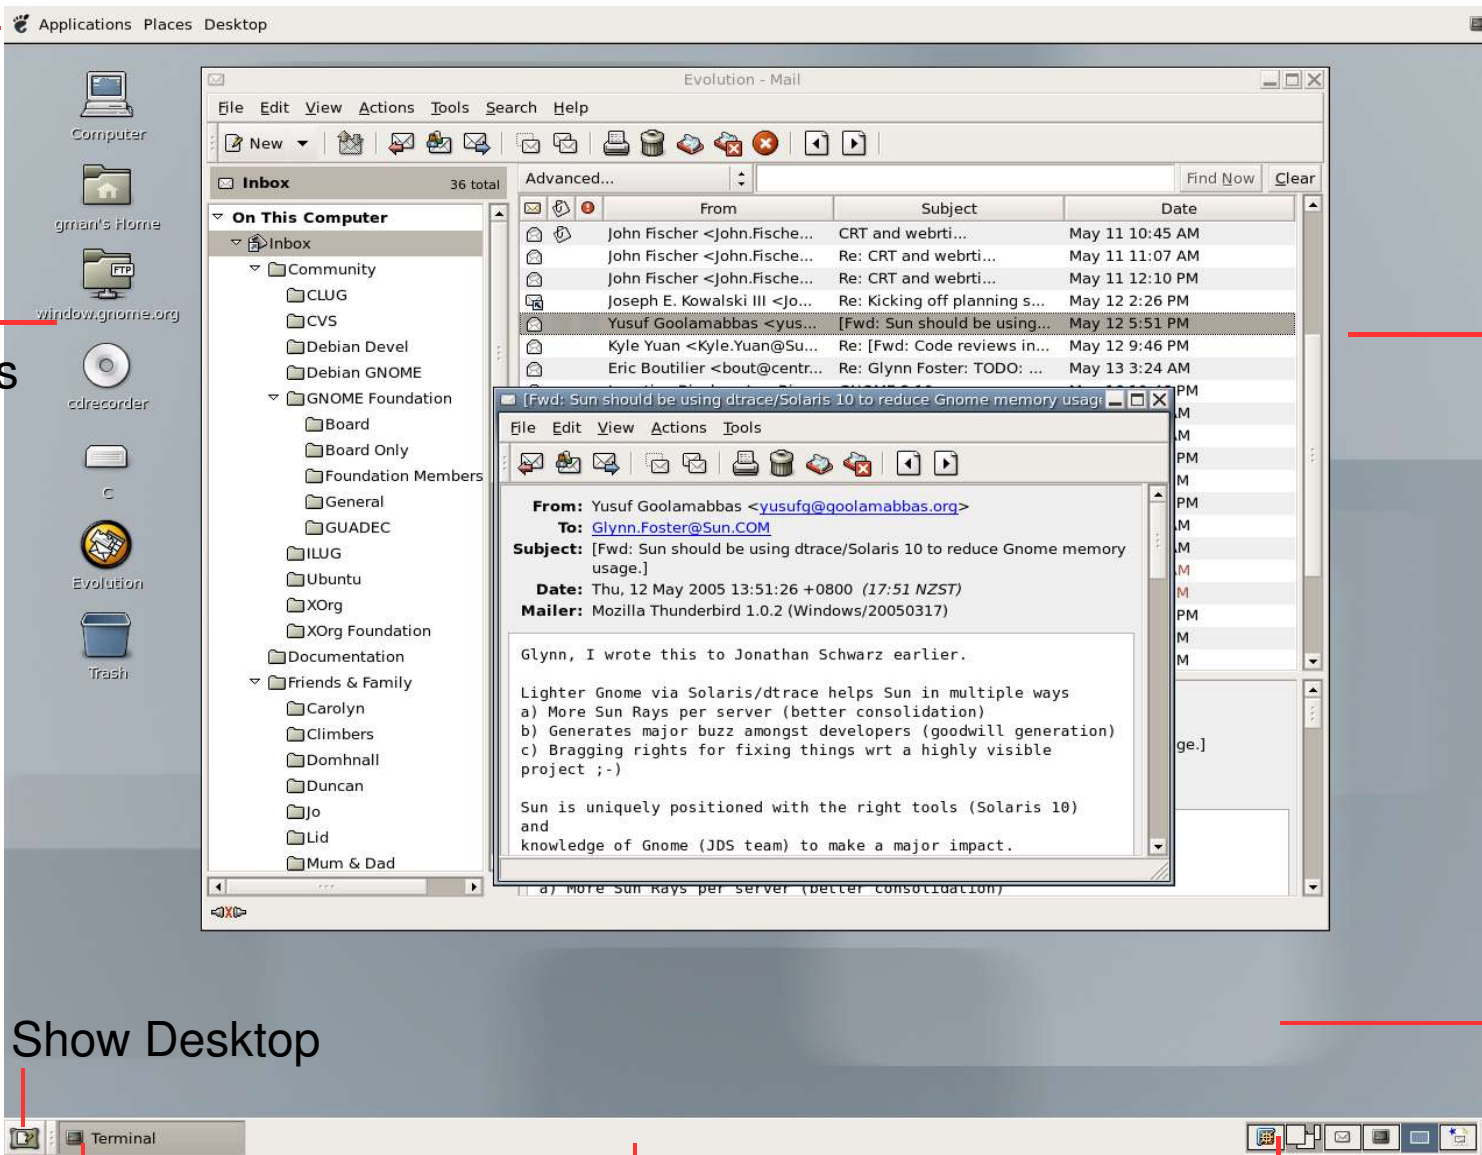 Applications Places Desktop
Computer
gman's Home
FTP
window.gnome.org
s
cdrecorder
C
Evolution
Trash
Evolution - Mail
File Edit View Actions Tools Search Help
New
Inbox 36 total
Advanced... Find Now Clear
On This Computer
Inbox
Community
CLUG
CVS
Debian Devel
Debian GNOME
GNOME Foundation
Board
Board Only
Foundation Members
General
GUADEC
ILUG
Ubuntu
XOrg
XOrg Foundation
Documentation
Friends & Family
Carolyn
Climbers
Domhnall
Duncan
Jo
Lid
Mum & Dad
From Subject Date
John Fischer <John.Fische... CRT and webrti... May 11 10:45 AM
John Fischer <John.Fische... Re: CRT and webrti... May 11 11:07 AM
John Fischer <John.Fische... Re: CRT and webrti... May 11 12:10 PM
Joseph E. Kowalski III <Jo... Re: Kicking off planning s... May 12 2:26 PM
Yusuf Goolamabbas <yus... [Fwd: Sun should be using... May 12 5:51 PM
Kyle Yuan <Kyle.Yuan@Su... Re: [Fwd: Code reviews in... May 12 9:46 PM
Eric Boutilier <bout@centr... Re: Glynn Foster: TODO: ... May 13 3:24 AM
PM
M
M
PM
M
PM
M
M
M
M
PM
M
M
ge.]
[Fwd: Sun should be using dtrace/Solaris 10 to reduce Gnome memory usage
File Edit View Actions Tools
From: Yusuf Goolamabbas <yusufg@goolamabbas.org>
To: Glynn.Foster@Sun.COM
Subject: [Fwd: Sun should be using dtrace/Solaris 10 to reduce Gnome memory
usage.]
Date: Thu, 12 May 2005 13:51:26 +0800 (17:51 NZST)
Mailer: Mozilla Thunderbird 1.0.2 (Windows/20050317)
Glynn, I wrote this to Jonathan Schwarz earlier.
Lighter Gnome via Solaris/dtrace helps Sun in multiple ways
a) More Sun Rays per server (better consolidation)
b) Generates major buzz amongst developers (goodwill generation)
c) Bragging rights for fixing things wrt a highly visible
project ;-)
Sun is uniquely positioned with the right tools (Solaris 10)
and
knowledge of Gnome (JDS team) to make a major impact.
a) More Sun Rays per server (better consolidation)
Show Desktop
Terminal